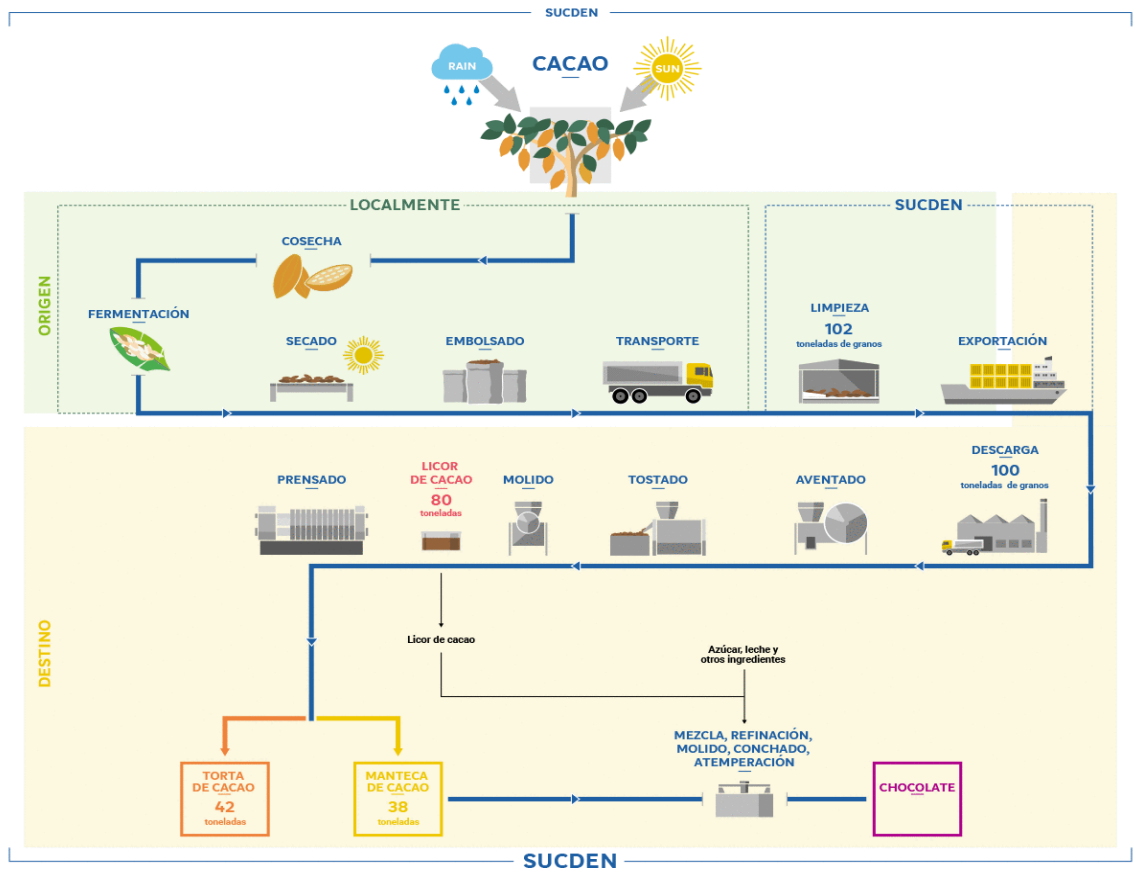 SUCDEN
RAIN
CACAO
SUN
LOCALMENTE
SUCDEN
ORIGEN
COSECHA
FERMENTACIÓN
SECADO
EMBOLSADO
TRANSPORTE
LIMPIEZA
102
toneladas de granos
EXPORTACIÓN
DESCARGA
100
toneladas de granos
PRENSADO
LICOR
DE CACAO
80
toneladas
MOLIDO
TOSTADO
AVENTADO
DESTINO
Licor de cacao
Azúcar, leche y
otros ingredientes
MEZCLA, REFINACIÓN,
MOLIDO, CONCHADO,
ATEMPERACIÓN
TORTA
DE CACAO
42
toneladas
MANTECA
DE CACAO
38
toneladas
CHOCOLATE
SUCDEN